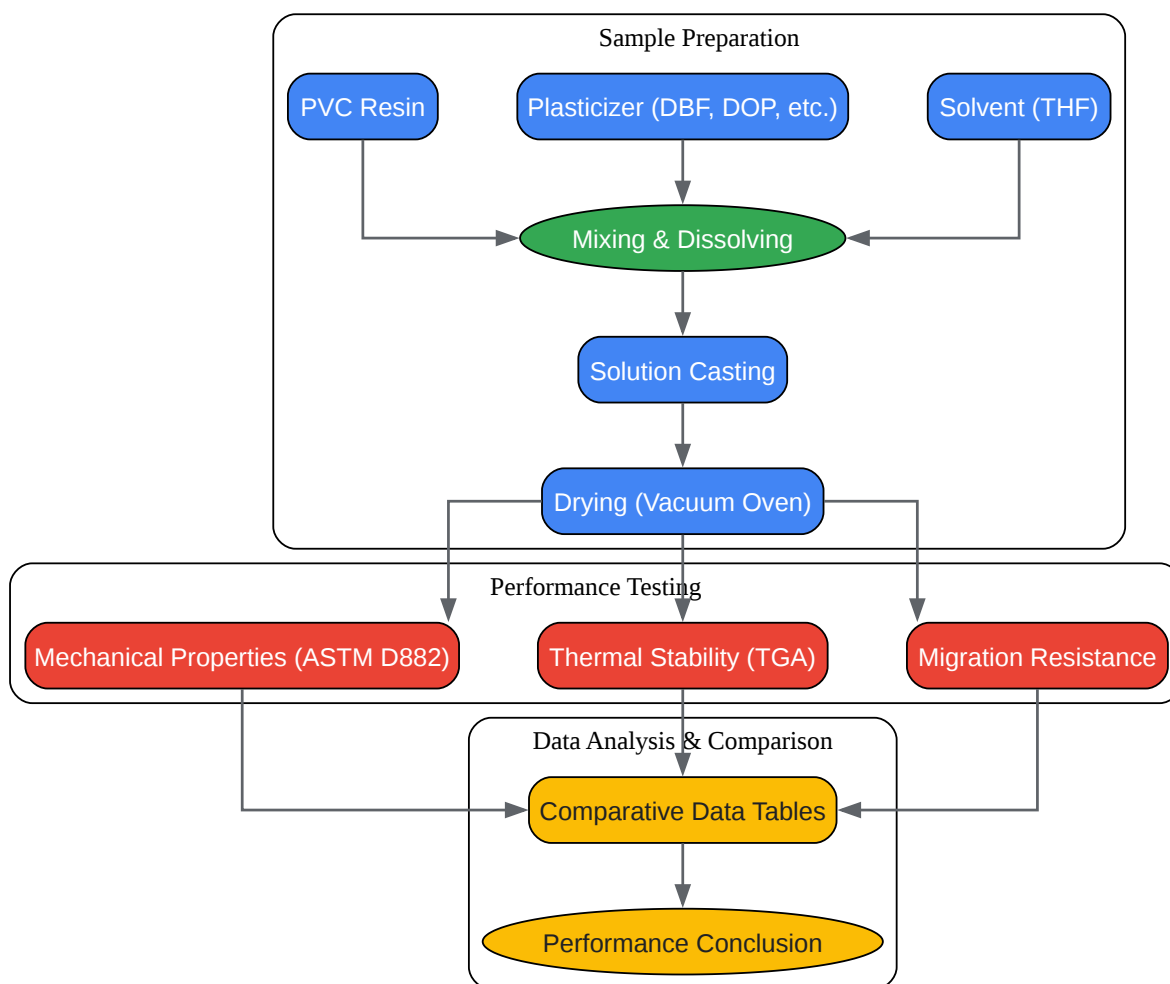 Sample Preparation
PVC Resin
Plasticizer (DBF, DOP, etc.)
Solvent (THF)
Mixing & Dissolving
Solution Casting
Drying (Vacuum Oven)
Performance Testing
Mechanical Properties (ASTM D882)
Thermal Stability (TGA)
Migration Resistance
Data Analysis & Comparison
Comparative Data Tables
Performance Conclusion